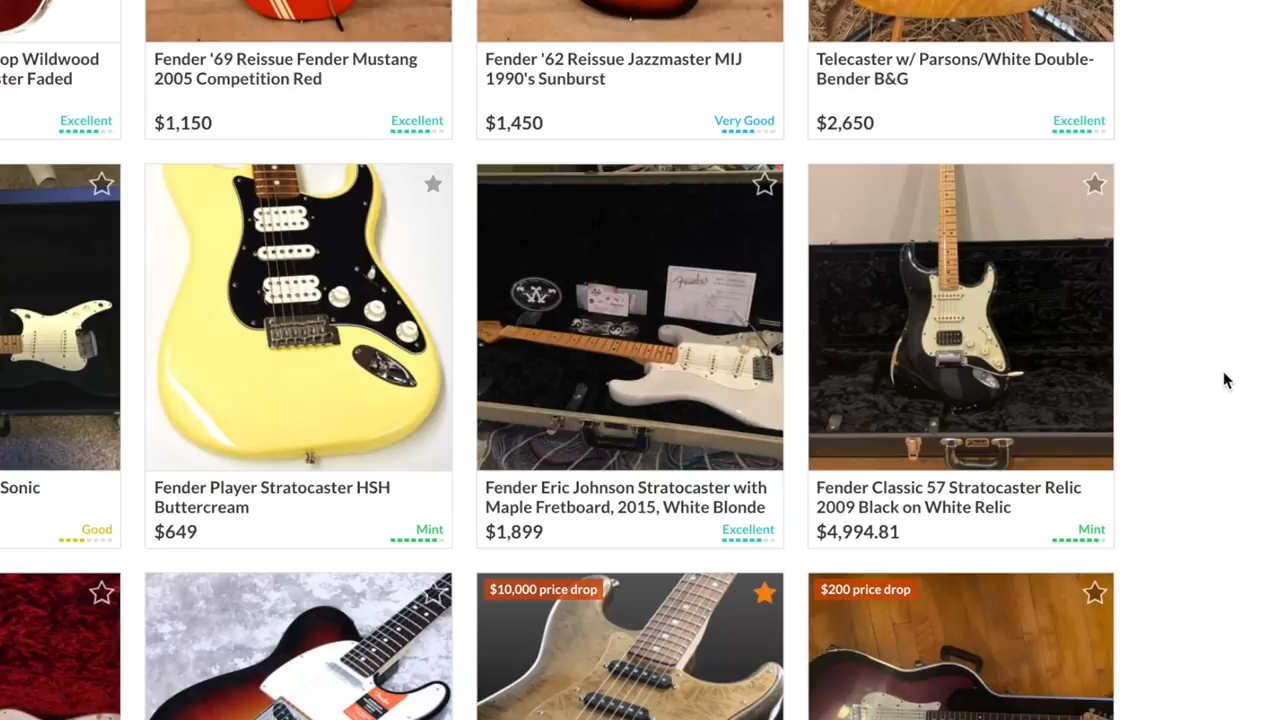 op Wildwood
ter Faded
Excellent
Fender '69 Reissue Fender Mustang
2005 Competition Red
$1,150
Excellent
Fender '62 Reissue Jazzmaster MIJ
1990's Sunburst
$1,450
Very Good
Telecaster w/ Parsons/White Double-
Bender B&G
$2,650
Excellent
Sonic
Good
Fender Player Stratocaster HSH
Buttercream
$649
Mint
Fender
Fender Eric Johnson Stratocaster with
Maple Fretboard, 2015, White Blonde
$1,899
Excellent
Fender Classic 57 Stratocaster Relic
2009 Black on White Relic
$4,994.81
Mint
$10,000 price drop
$200 price drop